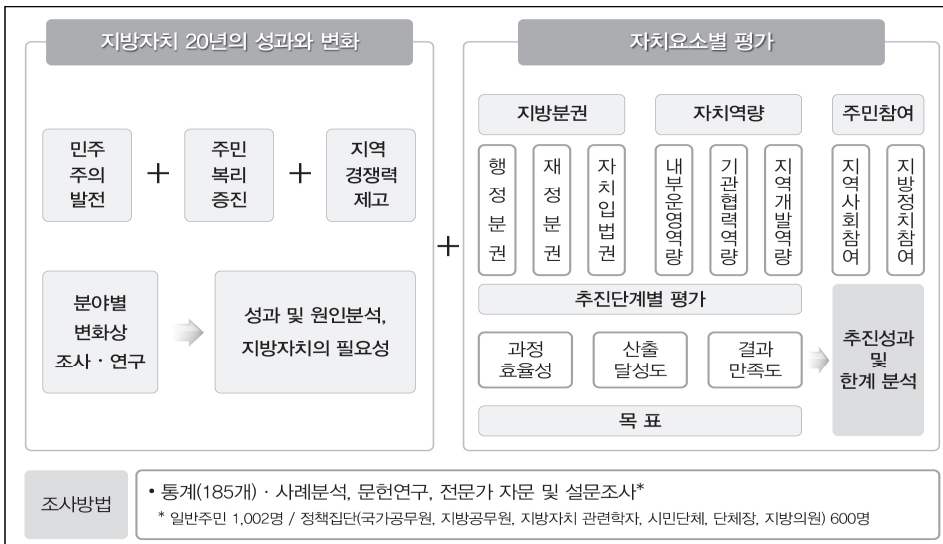 지방자치 20년의 성과와 변화
민주
주의
발전
+
주민
복리
증진
+
지역
경쟁력
제고
분야별
변화상
조사 · 연구
성과 및 원인분석,
지방자치의 필요성
+
자치요소별 평가
지방분권
자치역량
주민참여
행정분권
재정분권
자치입법권
내부운영역량
기관협력역량
지역개발역량
지역사회참여
지방정치참여
추진단계별 평가
과정
효율성
산출
달성도
결과
만족도
목 표
추진성과
및
한계 분석
조사방법
• 통계(185개) · 사례분석, 문헌연구, 전문가 자문 및 설문조사*
* 일반주민 1,002명 / 정책집단(국가공무원, 지방공무원, 지방자치 관련학자, 시민단체, 단체장, 지방의원) 600명